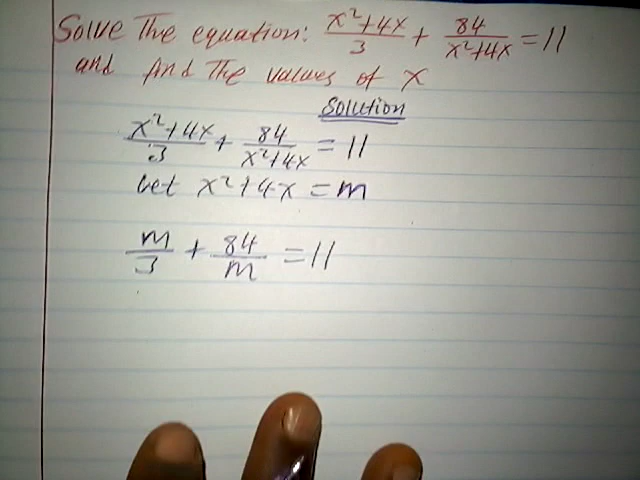 Solve The equation: x²+4x/3 + 84/x²+4x = 11
and find The values of x
Solution
x²+4x/3 + 84/x²+4x = 11
Let x²+4x = m
m/3 + 84/m = 11